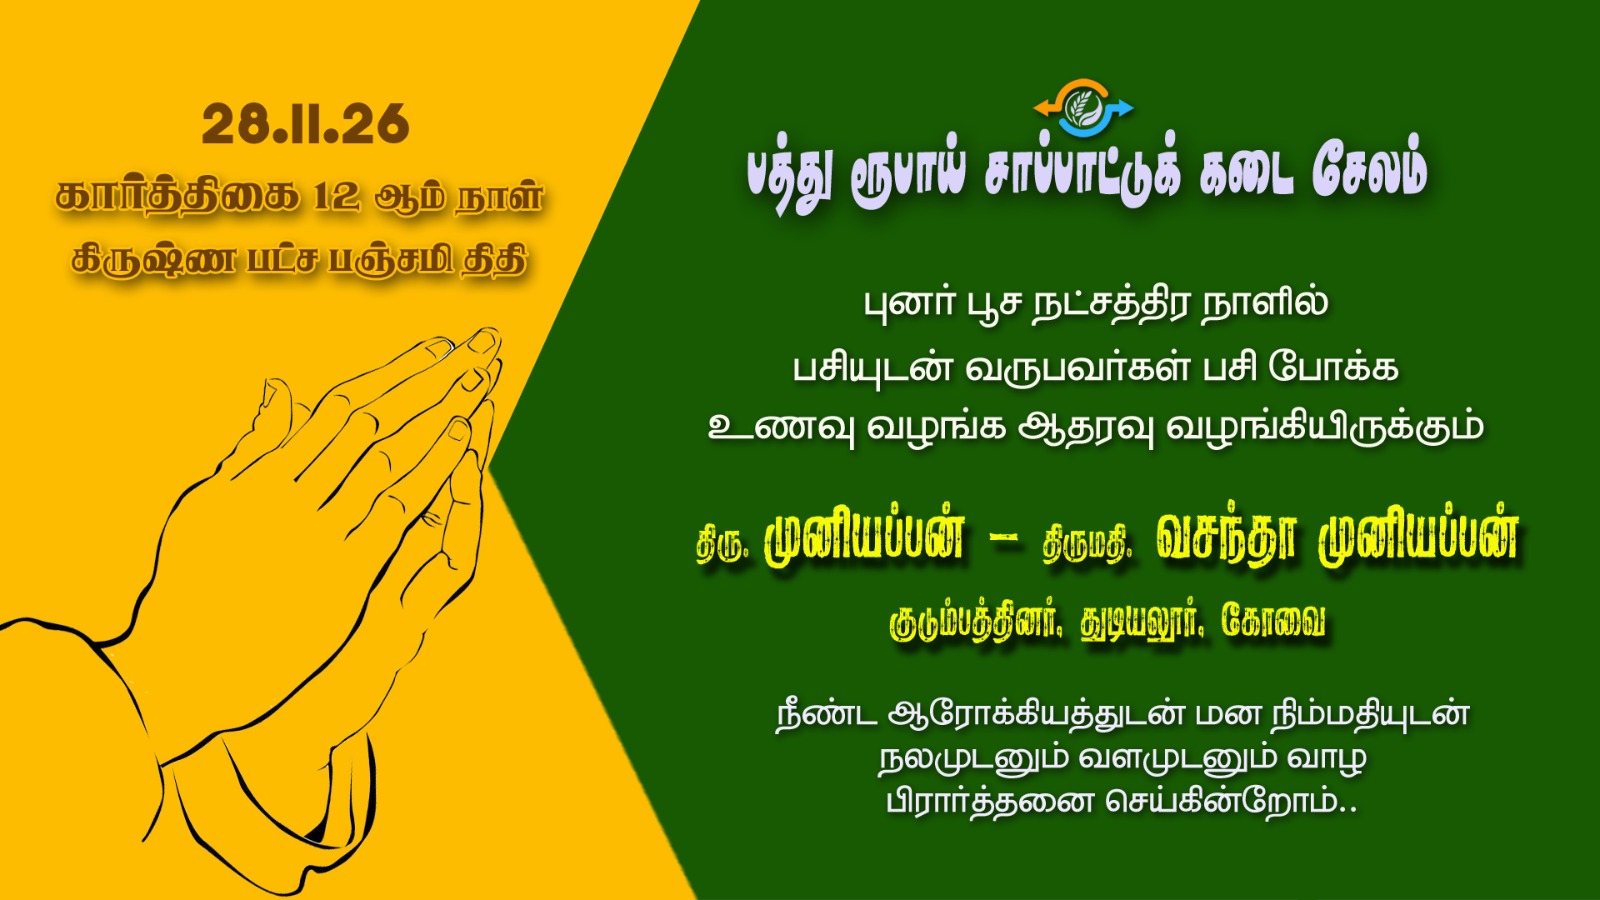 28.11.26
கார்த்திகை 12 ஆம் நாள்
கிருஷ்ண பட்ச பஞ்சமி திதி
பத்து ரூபாய் சாப்பாட்டுக் கடை சேலம்
புனர் பூச நட்சத்திர நாளில்
பசியுடன் வருபவர்கள் பசி போக்க
உணவு வழங்க ஆதரவு வழங்கியிருக்கும்
திரு. முனியப்பன் – திருமதி. வசந்தா முனியப்பன்
குடும்பத்தினர், துடியலூர், கோவை
நீண்ட ஆரோக்கியத்துடன் மன நிம்மதியுடன்
நலமுடனும் வளமுடனும் வாழ
பிரார்த்தனை செய்கின்றோம்..